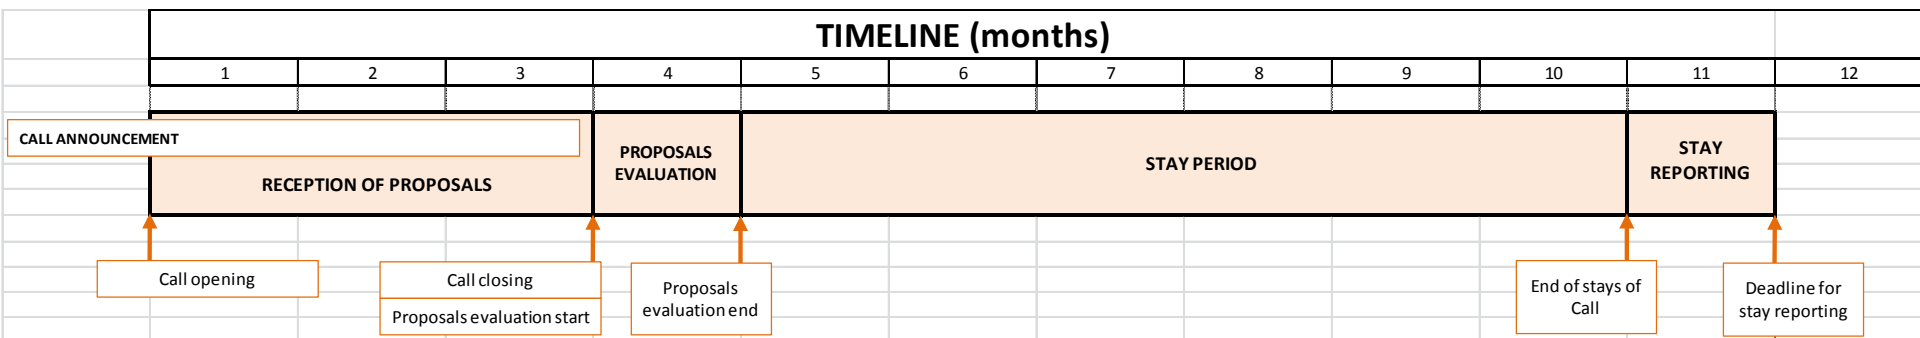 TIMELINE (months)
1 2 3 4 5 6 7 8 9 10 11 12
CALL ANNOUNCEMENT
RECEPTION OF PROPOSALS
PROPOSALS
EVALUATION
STAY PERIOD
STAY
REPORTING
Call opening
Call closing
Proposals evaluation start
Proposals
evaluation end
End of stays of
Call
Deadline for
stay reporting